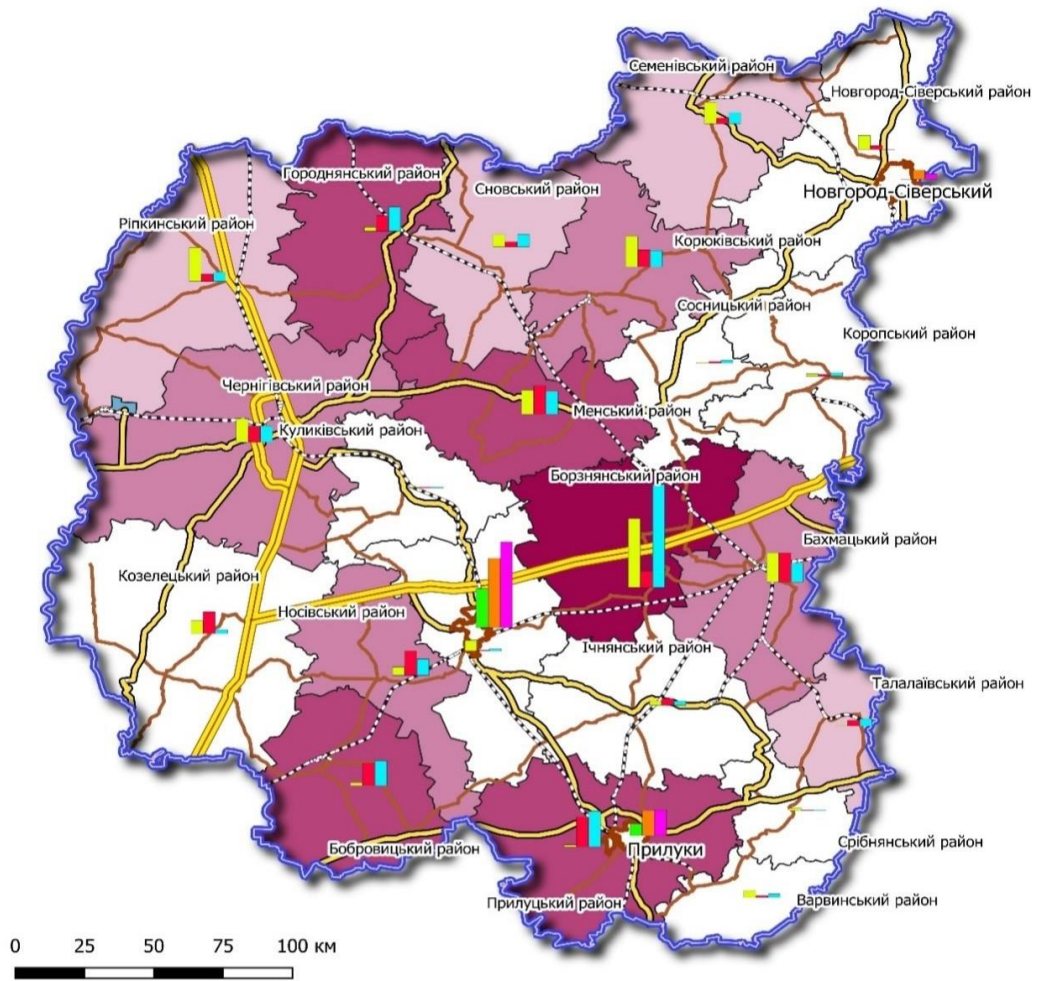 Семенівський район
Новгород-Сіверський район
Городнянський район
Сновський район
Новгород-Сіверський
Ріпкинський район
Корюківський район
Сосницький район
Коропський район
Чернігівський район
Менський район
Куликівський район
Борзнянський район
Бахмацький район
Козелецький район
Носівський район
Ічнянський район
Талалаївський район
Срібнянський район
Бобровицький район
Прилуки
Варвинський район
Прилуцький район
0 25 50 75 100 км